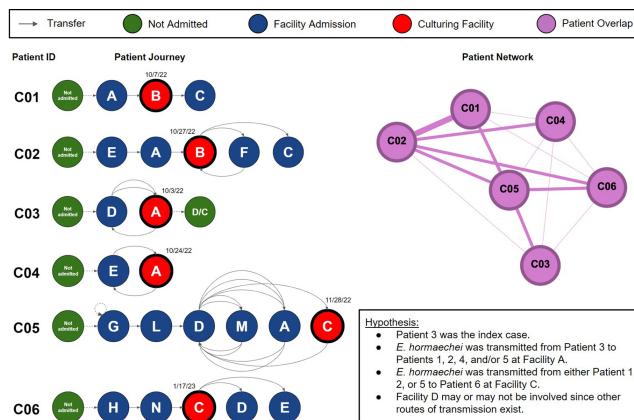 Transfer
Not Admitted
Facility Admission
Culturing Facility
Patient Overlap
Patient ID
Patient Journey
Patient Network
10/7/22
C01
Not admitted
A
B
C
10/27/22
C02
Not admitted
E
A
B
F
C
10/3/22
C03
Not admitted
D
A
D/C
10/24/22
C04
Not admitted
E
A
11/28/22
C05
Not admitted
G
L
D
M
A
C
1/17/23
C06
Not admitted
H
N
C
D
E
C01
C04
C02
C05
C06
C03
Hypothesis:
● Patient 3 was the index case.
● E. hormaechei was transmitted from Patient 3 to
Patients 1, 2, 4, and/or 5 at Facility A.
● E. hormaechei was transmitted from either Patient 1,
2, or 5 to Patient 6 at Facility C.
● Facility D may or may not be involved since other
routes of transmission exist.